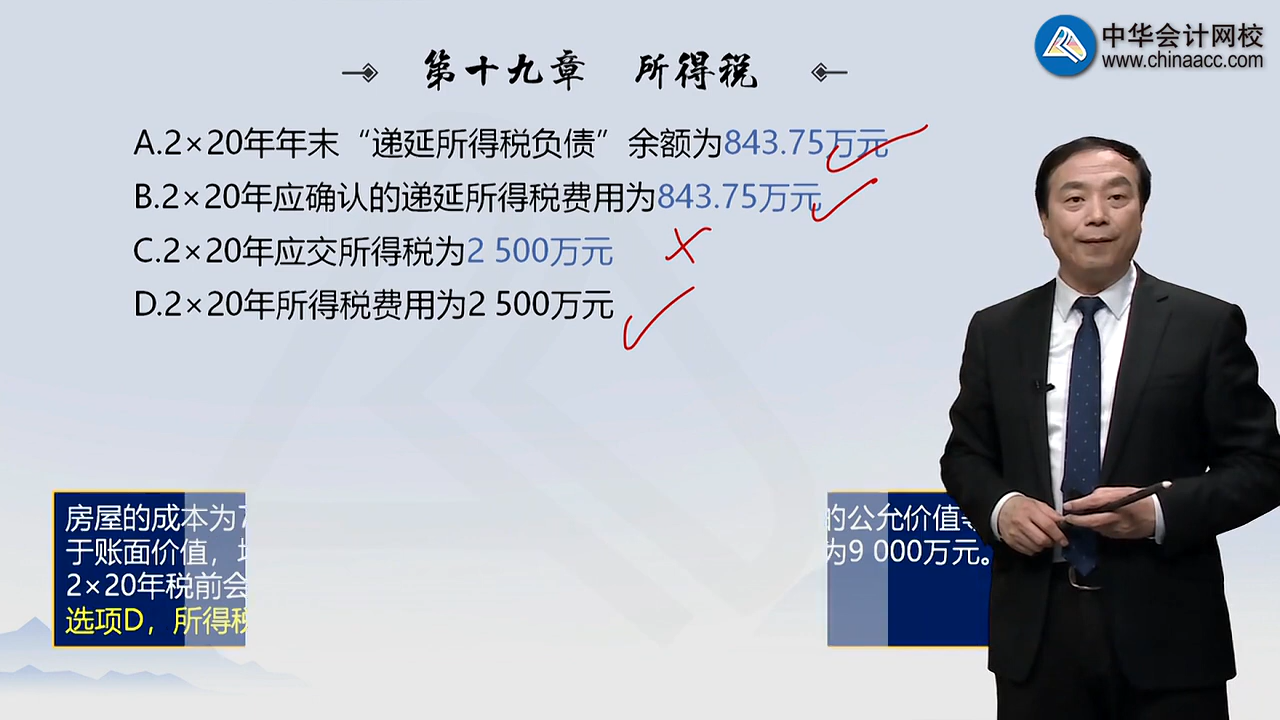 中华会计网校
www.chinaacc.com
第十九章 所得税
A.2×20年年末“递延所得税负债”余额为843.75万元
B.2×20年应确认的递延所得税费用为843.75万元
C.2×20年应交所得税为2 500万元
D.2×20年所得税费用为2 500万元
房屋的成本为7 的公允价值
于账面价值， 为9 000万元。
2×20年税前会
选项D，所得税